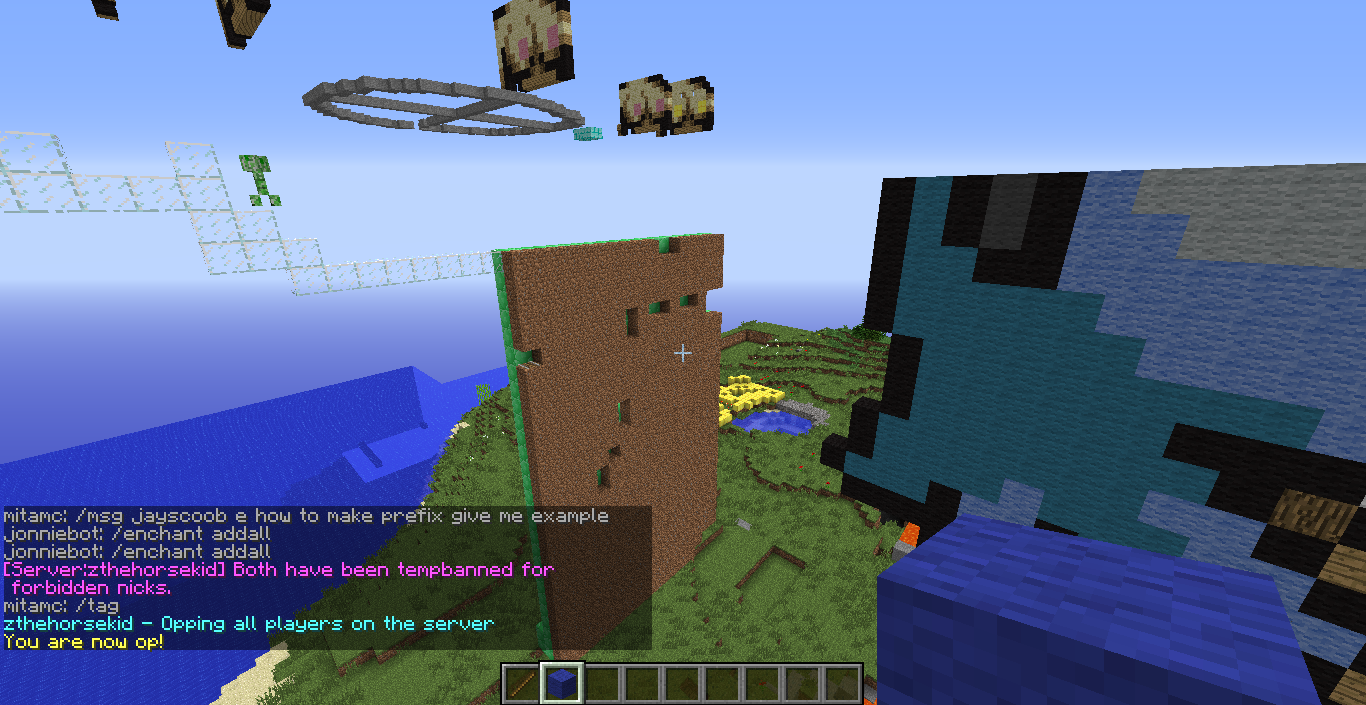 mitamc: /msg jayscoob e how to make prefix give me example
jonniebot: /enchant addall
jonniebot: /enchant addall
[Server:zthehorsekid] Both have been tempbanned for
forbidden nicks.
mitamc: /tag
zthehorsekid - Opping all players on the server
You are now op!